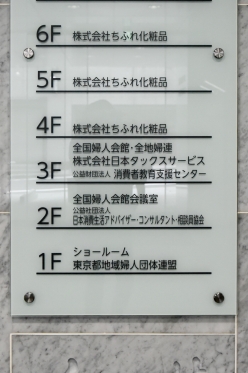 6F 株式会社ちふれ化粧品
5F 株式会社ちふれ化粧品
4F 株式会社ちふれ化粧品
3F 全国婦人会館・全地婦連
株式会社日本タックスサービス
公益財団法人 消費者教育支援センター
2F 全国婦人会館会議室
公益社団法人
日本消費生活アドバイザー・コンサルタント・相談員協会
1F ショールーム
東京都地域婦人団体連盟